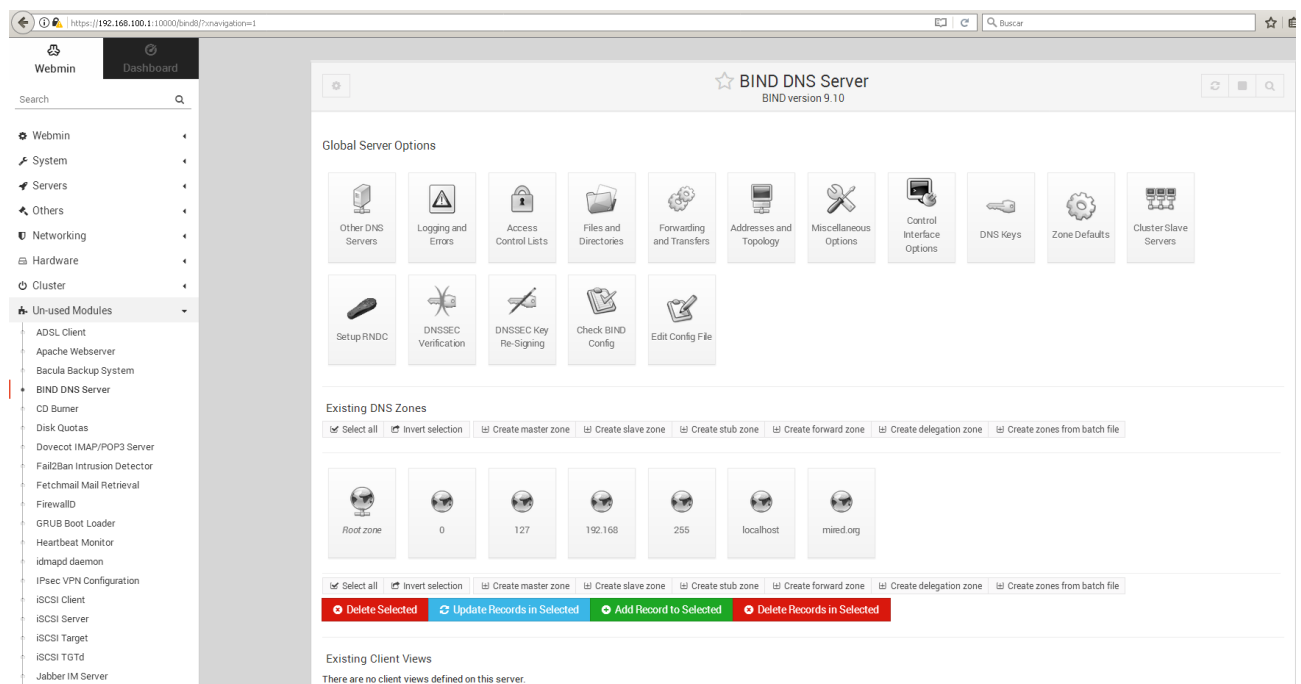 https://192.168.100.1:10000/bind8/?xnavigation=1
Buscar
Webmin
Dashboard
Search
Webmin
System
Servers
Others
Networking
Hardware
Cluster
Un-used Modules
ADSL Client
Apache Webserver
Bacula Backup System
BIND DNS Server
CD Burner
Disk Quotas
Dovecot IMAP/POP3 Server
Fail2Ban Intrusion Detector
Fetchmail Mail Retrieval
FirewallD
GRUB Boot Loader
Heartbeat Monitor
idmapd daemon
IPsec VPN Configuration
iSCSI Client
iSCSI Server
iSCSI Target
iSCSI TGTd
Jabber IM Server
BIND DNS Server
BIND version 9.10
Global Server Options
Other DNS
Servers
Logging and
Errors
Access
Control Lists
Files and
Directories
Forwarding
and Transfers
Addresses and
Topology
Miscellaneous
Options
Control
Interface
Options
DNS Keys
Zone Defaults
Cluster Slave
Servers
Setup RNDC
DNSSEC
Verification
DNSSEC Key
Re-Signing
Check BIND
Config
Edit Config File
Existing DNS Zones
Select all Invert selection Create master zone Create slave zone Create stub zone Create forward zone Create delegation zone Create zones from batch file
Root zone 0 127 192.168 255 localhost mired.org
Select all Invert selection Create master zone Create slave zone Create stub zone Create forward zone Create delegation zone Create zones from batch file
Delete Selected Update Records in Selected Add Record to Selected Delete Records in Selected
Existing Client Views
There are no client views defined on this server.